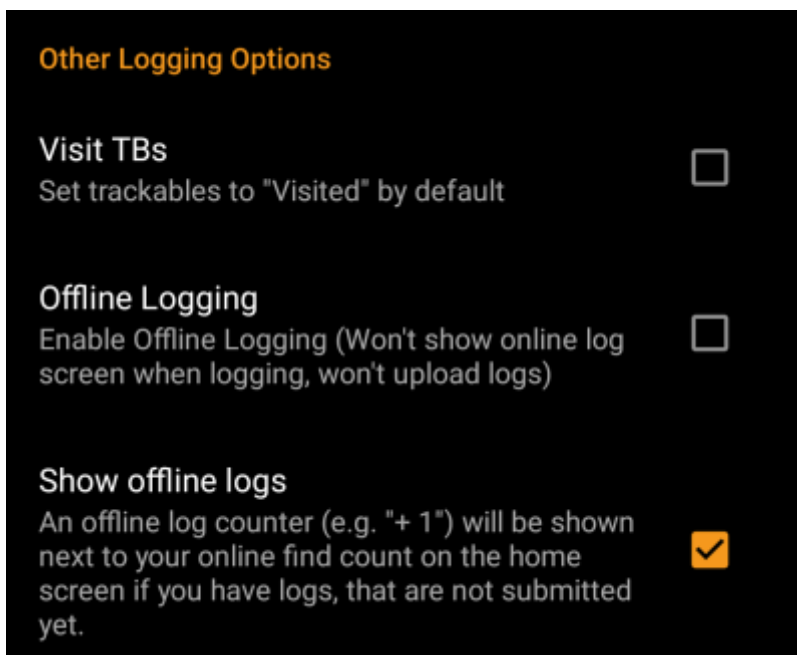 Other Logging Options
Visit TBs
Set trackables to "Visited" by default
Offline Logging
Enable Offline Logging (Won't show online log
screen when logging, won't upload logs)
Show offline logs
An offline log counter (e.g. "+ 1") will be shown
next to your online find count on the home
screen if you have logs, that are not submitted
yet.